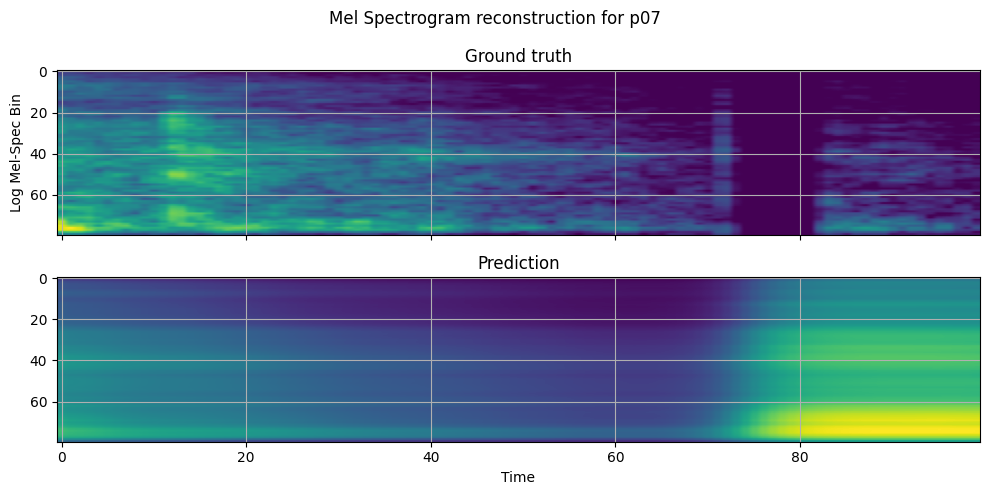 Mel Spectrogram reconstruction for p07
Ground truth
0
20
40
60
Log Mel-Spec Bin
Prediction
0
20
40
60
0 20 40 60 80
Time